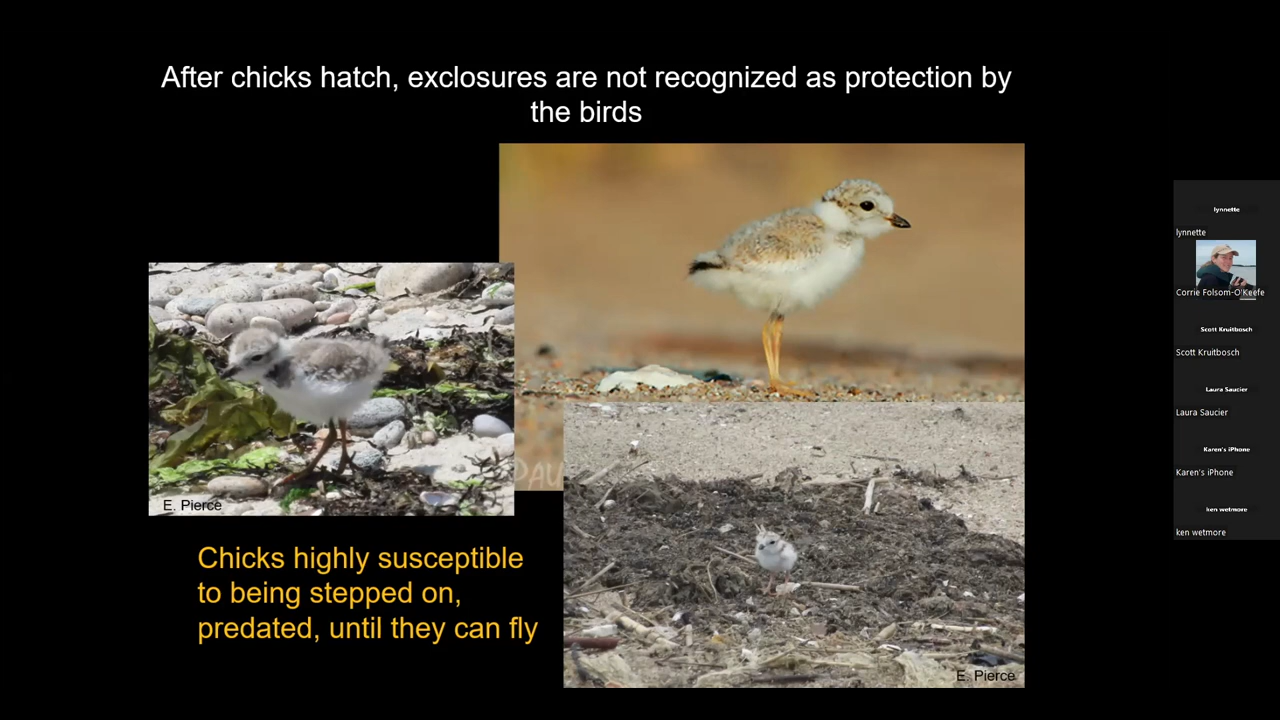 After chicks hatch, exclosures are not recognized as protection by
the birds
PAU
E. Pierce
Chicks highly susceptible
to being stepped on,
predated, until they can fly
E. Pierce
lynnette
lynnette
Corrie Folsom-O'Keefe
Scott Kruitbosch
Scott Kruitbosch
Laura Saucier
Laura Saucier
Karen's iPhone
Karen's iPhone
ken wetmore
ken wetmore